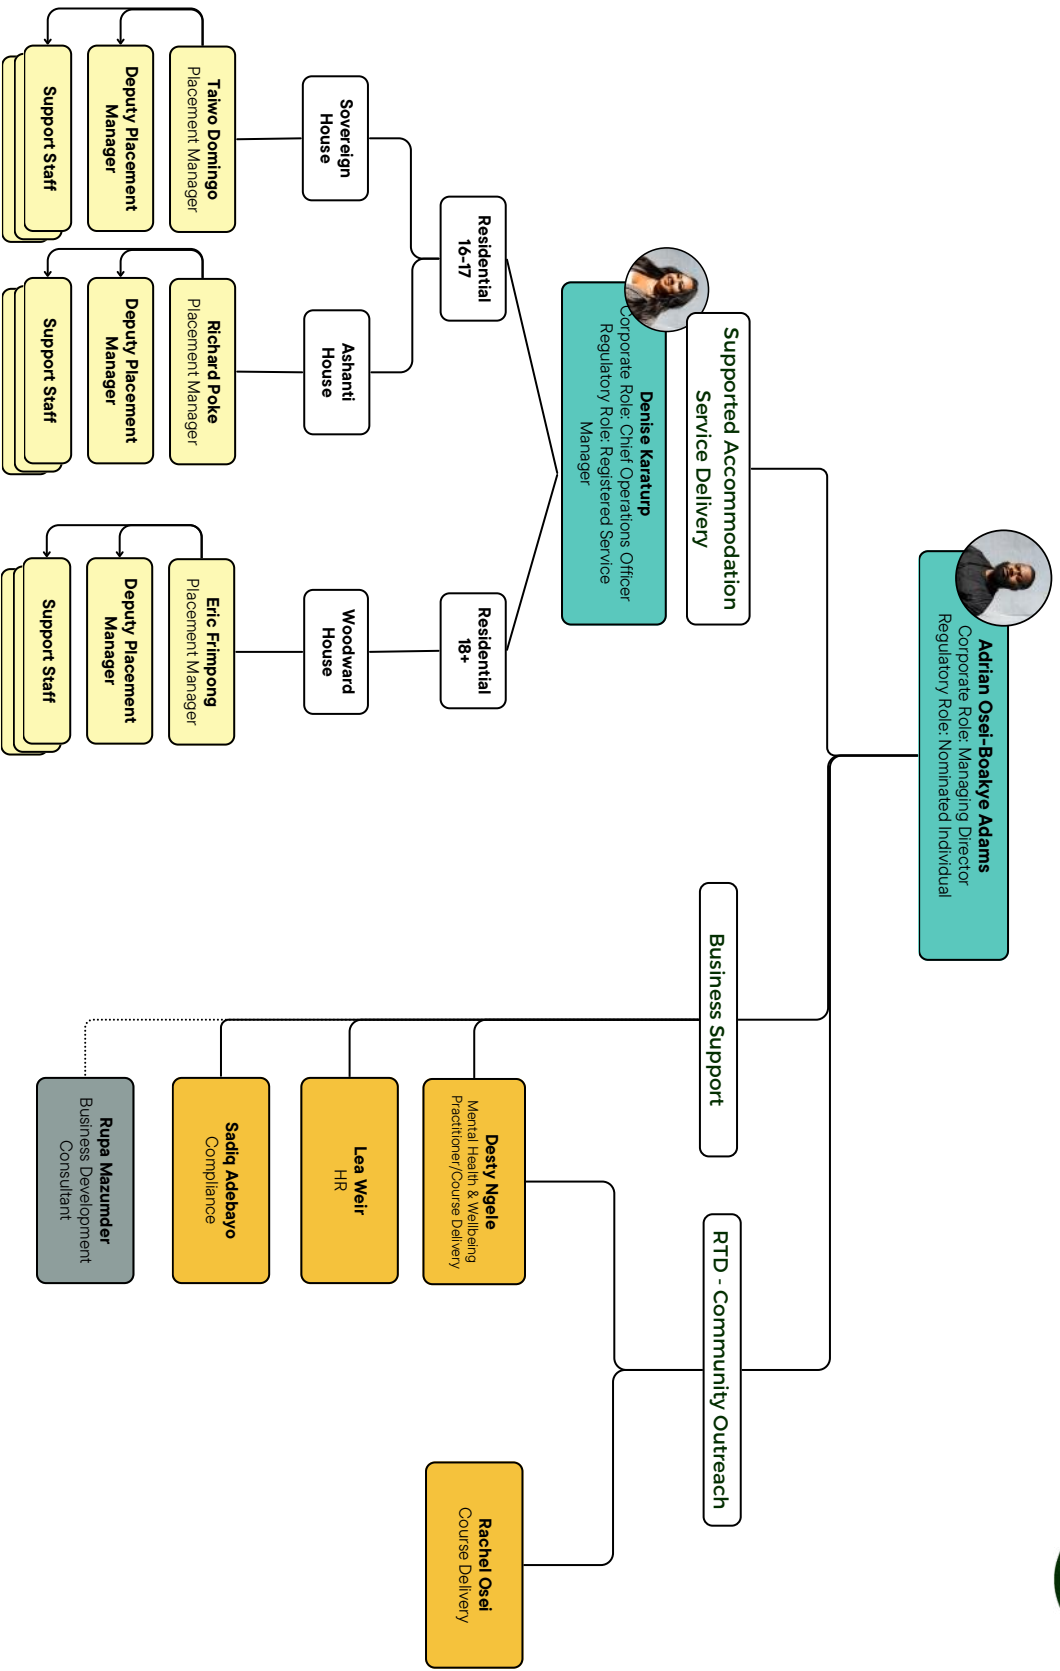 Adrian Osei-Boakye Adams
Corporate Role: Managing Director
Regulatory Role: Nominated Individual
Supported Accommodation
Service Delivery
Denise Karaturp
Corporate Role: Chief Operations Officer
Regulatory Role: Registered Service
Manager
Business Support
RTD - Community Outreach
Residential
16-17
Residential
18+
Sovereign
House
Ashanti
House
Woodward
House
Taiwo Domingo
Placement Manager
Deputy Placement
Manager
Support Staff
Richard Poke
Placement Manager
Deputy Placement
Manager
Support Staff
Eric Frimpong
Placement Manager
Deputy Placement
Manager
Support Staff
Desty Ngele
Mental Health & Wellbeing
Practitioner/Course Delivery
Lea Weir
HR
Sadiq Adebayo
Compliance
Rupa Mazumder
Business Development
Consultant
Rachel Osei
Course Delivery